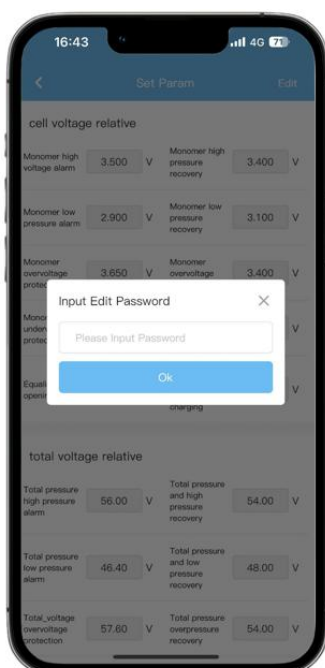 16:43
4G 71
Set Param
Edit
cell voltage relative
Monomer high voltage alarm 3.500 V Monomer high pressure recovery 3.400 V
Monomer low pressure alarm 2.900 V Monomer low pressure recovery 3.100 V
Monomer overvoltage 3.650 V Monomer overvoltage 3.400 V
Input Edit Password
Please Input Password
V
Ok
V
charging
total voltage relative
Total pressure high pressure alarm 56.00 V Total pressure and high pressure recovery 54.00 V
Total pressure low pressure alarm 46.40 V Total pressure and low pressure recovery 48.00 V
Total_voltage overvoltage protection 57.60 V Total pressure overpressure recovery 54.00 V